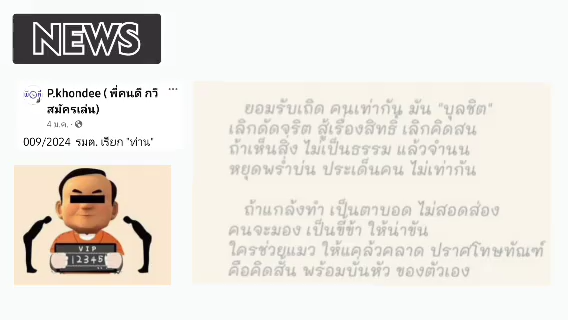 NEWS
P.khondee ( พี่คนดี กวี
สมัครเล่น)
4 ม.ค.
009/2024 รมต. เรียก "ท่าน"
VIP
12345
ยอมรับเถิด คนเท่ากัน มัน "บุลชิต"
เลิกดัดจริต สู้เรื่องสิทธิ์ เลิกคิดสน
ถ้าเห็นสิ่ง ไม่เป็นธรรม แล้วจำนน
หยุดพร่ำบ่น ประเด็นคน ไม่เท่ากัน
ถ้าแกล้งทำ เป็นตาบอด ไม่สอดส่อง
คนจะมอง เป็นขี้ข้า ให้น่าขัน
ใครช่วยแมว ให้แคล้วคลาด ปราศโทษทัณฑ์
คือคิดสั้น พร้อมบั่นหัว ของตัวเอง